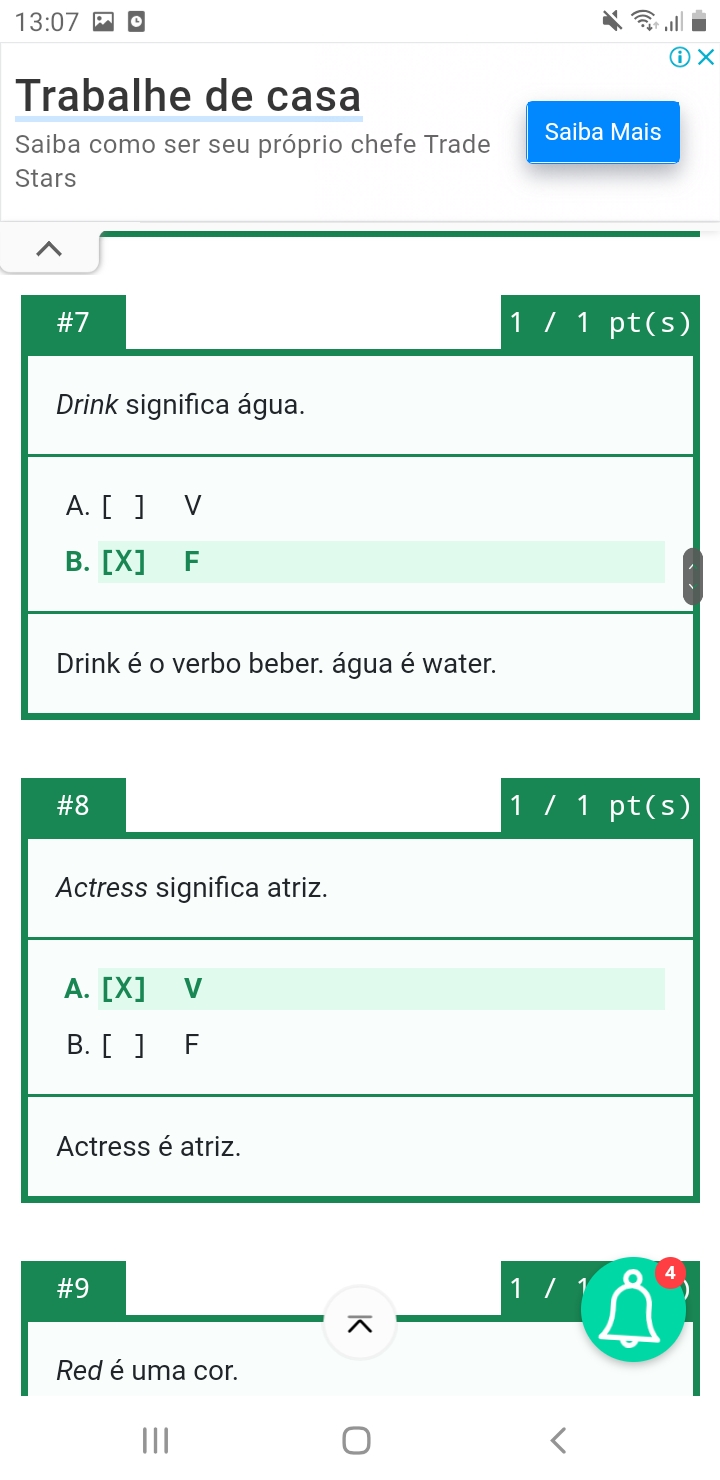 13:07
Trabalhe de casa
Saiba como ser seu próprio chefe Trade
Stars
Saiba Mais
#7
1 / 1 pt(s)
Drink significa água.
A. [ ] V
B. [X] F
Drink é o verbo beber. água é water.
#8
1 / 1 pt(s)
Actress significa atriz.
A. [X] V
B. [ ] F
Actress é atriz.
#9
1 / 1
4
Red é uma cor.